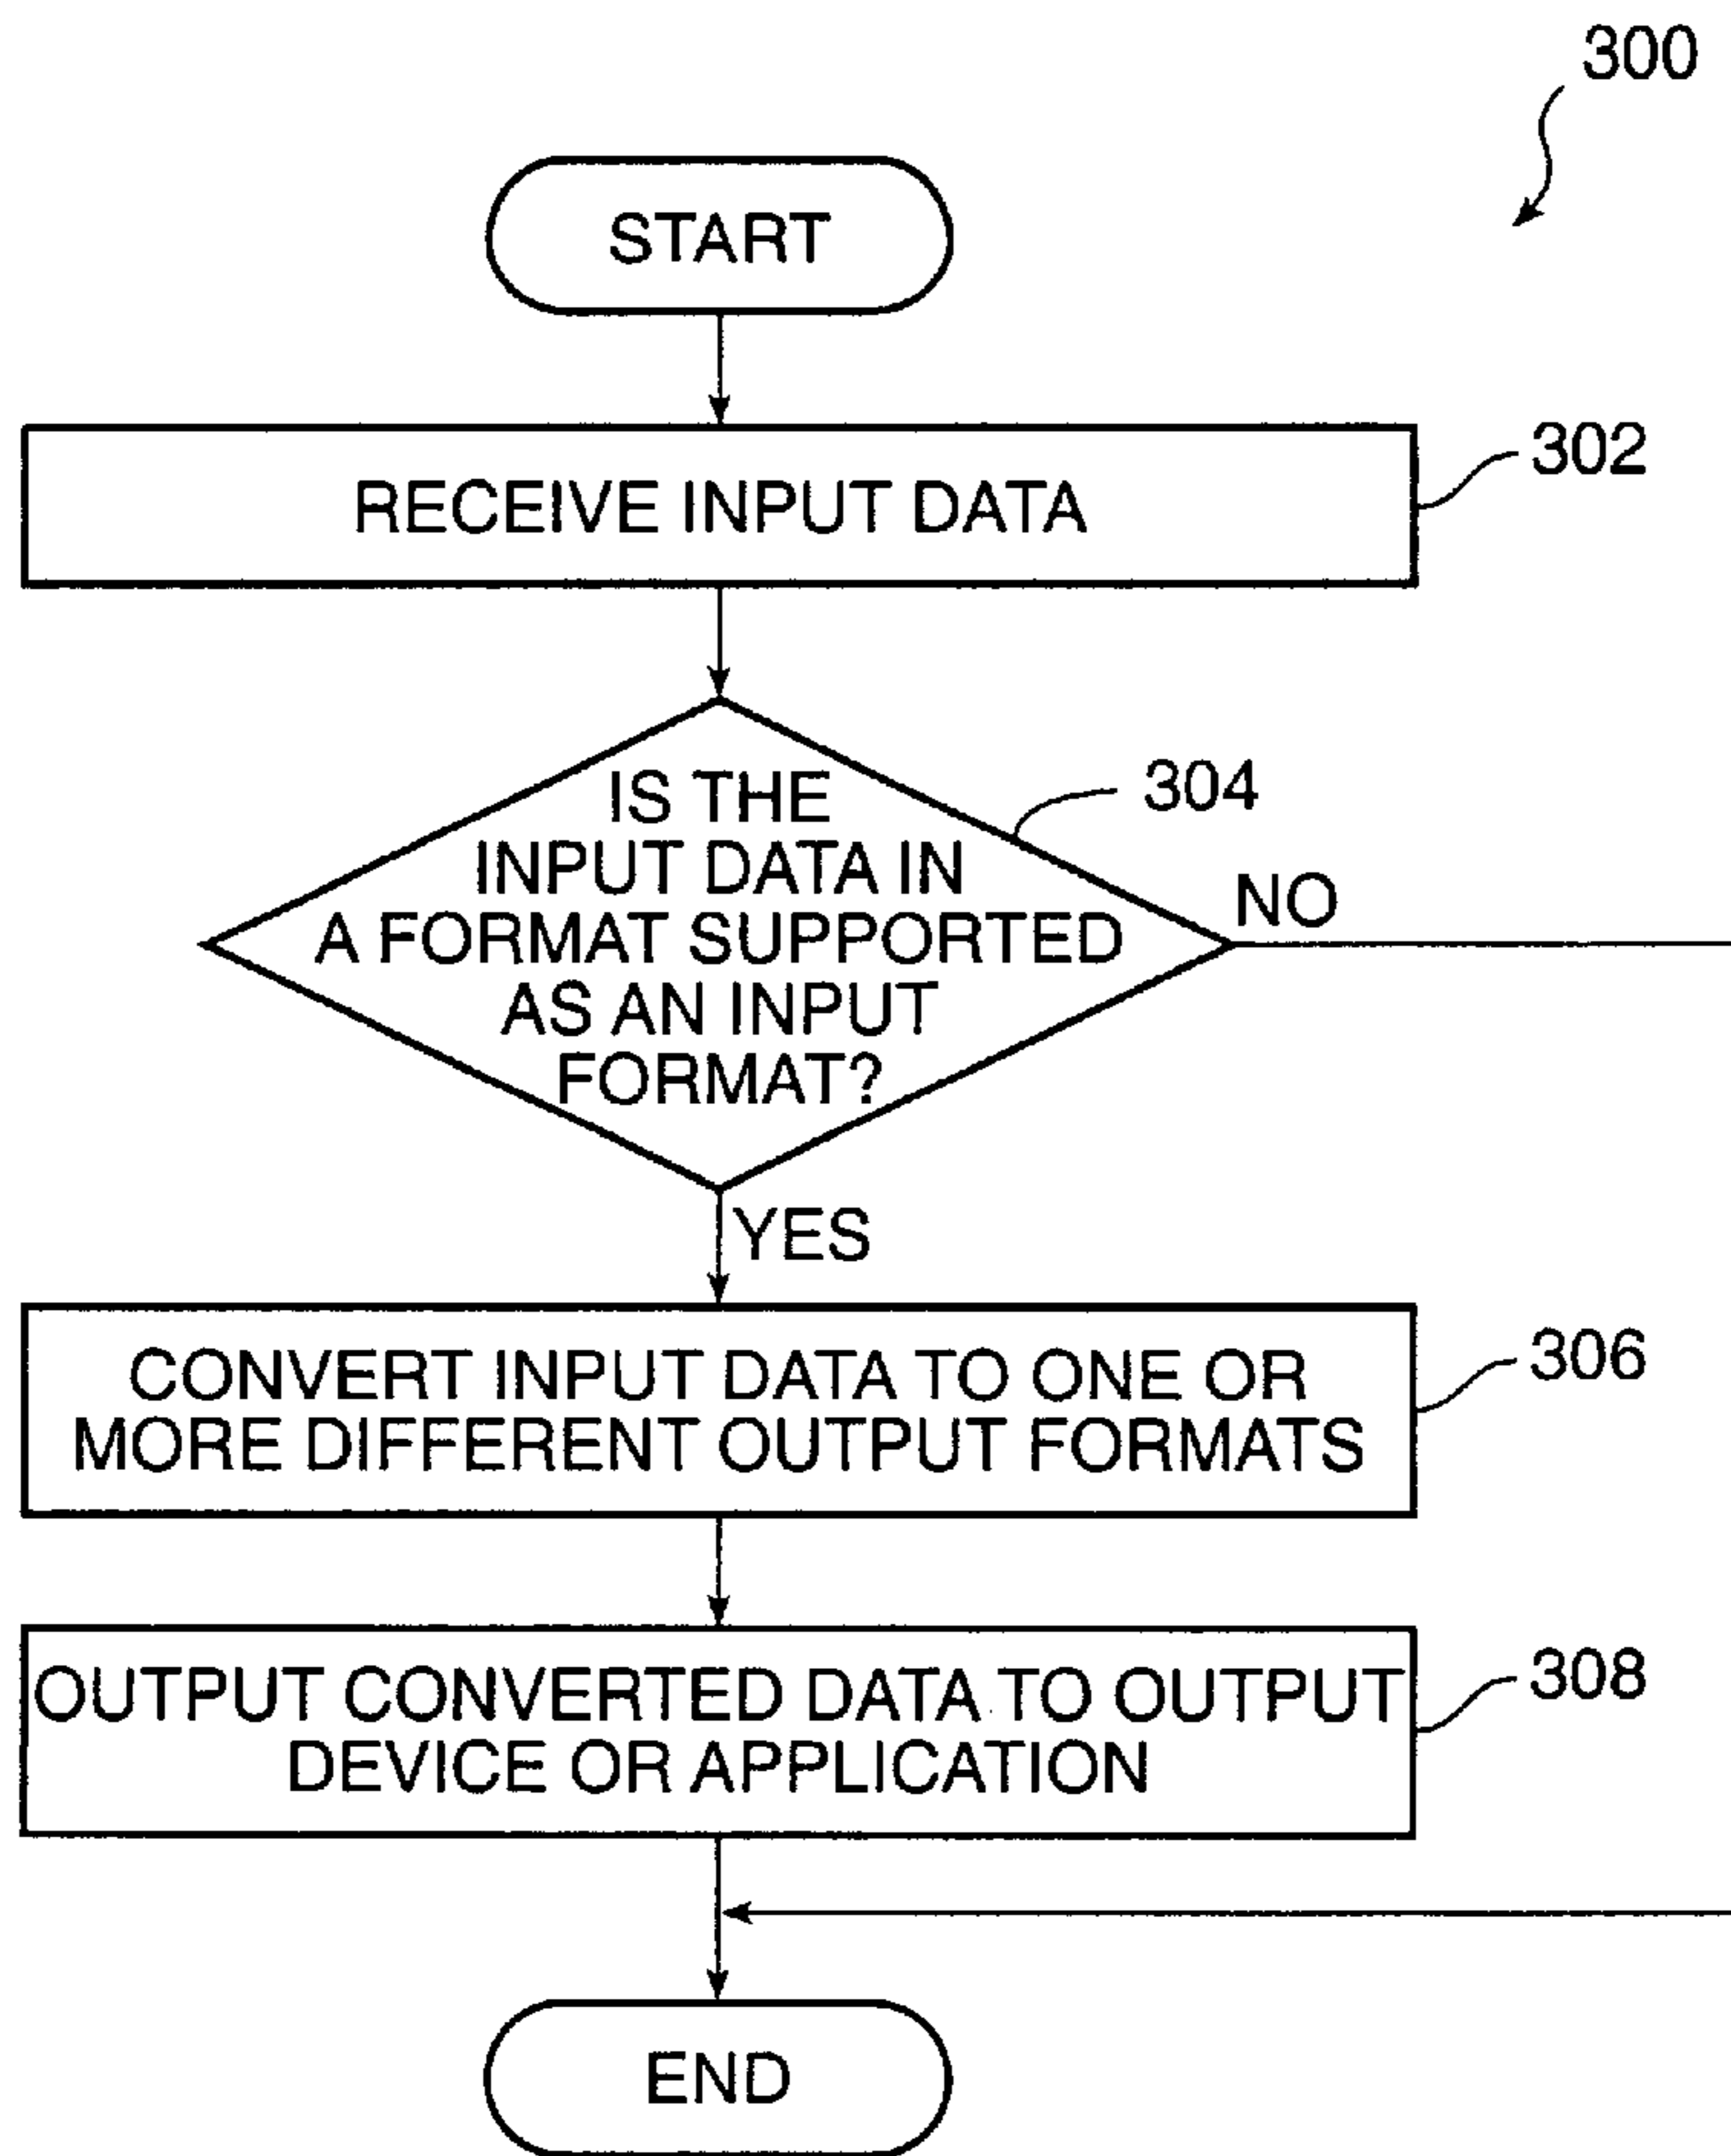 300
START
RECEIVE INPUT DATA
302
IS THE
INPUT DATA IN
A FORMAT SUPPORTED
AS AN INPUT
FORMAT?
304
NO
YES
CONVERT INPUT DATA TO ONE OR
MORE DIFFERENT OUTPUT FORMATS
306
OUTPUT CONVERTED DATA TO OUTPUT
DEVICE OR APPLICATION
308
END